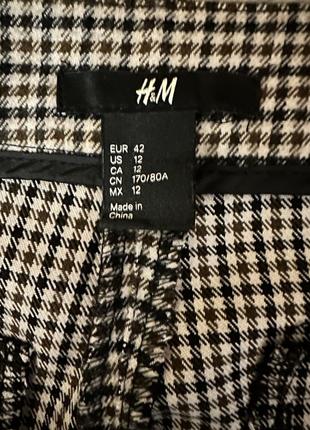 H&M
EUR 42
US 12
CA 12
CN 170/80A
MX 12
Made in
China